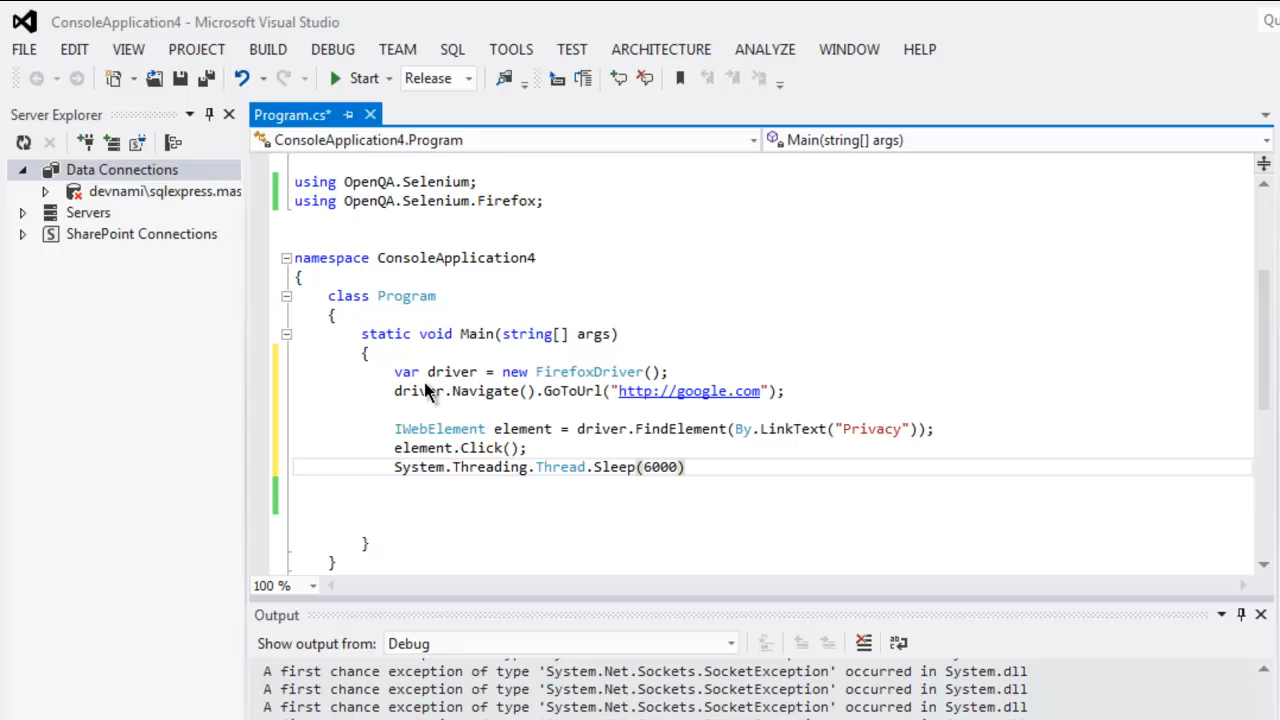 ConsoleApplication4 - Microsoft Visual Studio
Qu
FILE EDIT VIEW PROJECT BUILD DEBUG TEAM SQL TOOLS TEST ARCHITECTURE ANALYZE WINDOW HELP
Start Release
Server Explorer
Data Connections
devnami\sqlexpress.mas
Servers
SharePoint Connections
Program.cs*
ConsoleApplication4.Program Main(string[] args)
using OpenQA.Selenium;
using OpenQA.Selenium.Firefox;
namespace ConsoleApplication4
{
class Program
{
static void Main(string[] args)
{
var driver = new FirefoxDriver();
driver.Navigate().GoToUrl("http://google.com");
IWebElement element = driver.FindElement(By.LinkText("Privacy"));
element.Click();
System.Threading.Thread.Sleep(6000)
}
}
100 %
Output
Show output from: Debug
A first chance exception of type 'System.Net.Sockets.SocketException' occurred in System.dll
A first chance exception of type 'System.Net.Sockets.SocketException' occurred in System.dll
A first chance exception of type 'System.Net.Sockets.SocketException' occurred in System.dll